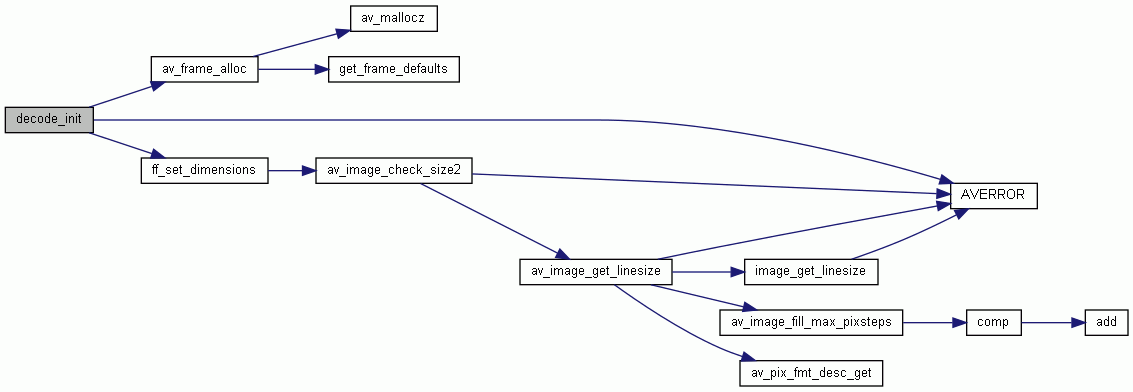 av_mallocz
av_frame_alloc
get_frame_defaults
decode_init
ff_set_dimensions
av_image_check_size2
AVERROR
av_image_get_linesize
image_get_linesize
av_image_fill_max_pixsteps
comp
add
av_pix_fmt_desc_get